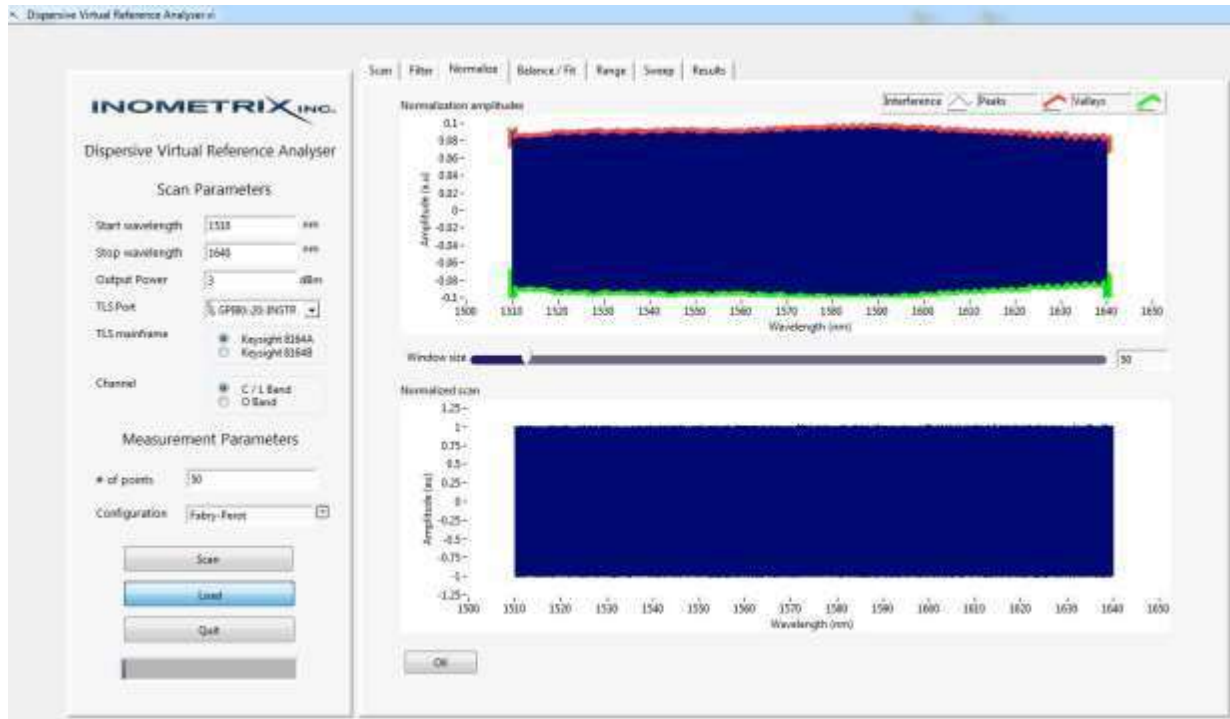 Dispersive Virtual Reference Analyser.vi
INOMETRIX INC.
Dispersive Virtual Reference Analyser
Scan Parameters
Start wavelength 1510 nm
Stop wavelength 1640 nm
Output Power 3 dBm
TLS Port GPIB0::20::INSTR
TLS mainframe
Keysight 8164A
Keysight 8164B
Channel
C / L Band
O Band
Measurement Parameters
# of points 50
Configuration Fabry-Perot
Scan
Load
Quit
Scan Filter Normalize Balance / Fit Range Sweep Results
Normalization amplitudes
Interference Peaks Valleys
0.1
0.08
0.06
0.04
0.02
0
-0.02
-0.04
-0.06
-0.08
-0.1
Amplitude (a.u)
1500 1510 1520 1530 1540 1550 1560 1570 1580 1590 1600 1610 1620 1630 1640 1650
Wavelength (nm)
Window size 50
Normalized scan
1.25
1
0.75
0.5
0.25
0
-0.25
-0.5
-0.75
-1
-1.25
Amplitude (au)
1500 1510 1520 1530 1540 1550 1560 1570 1580 1590 1600 1610 1620 1630 1640 1650
Wavelength (nm)
OK